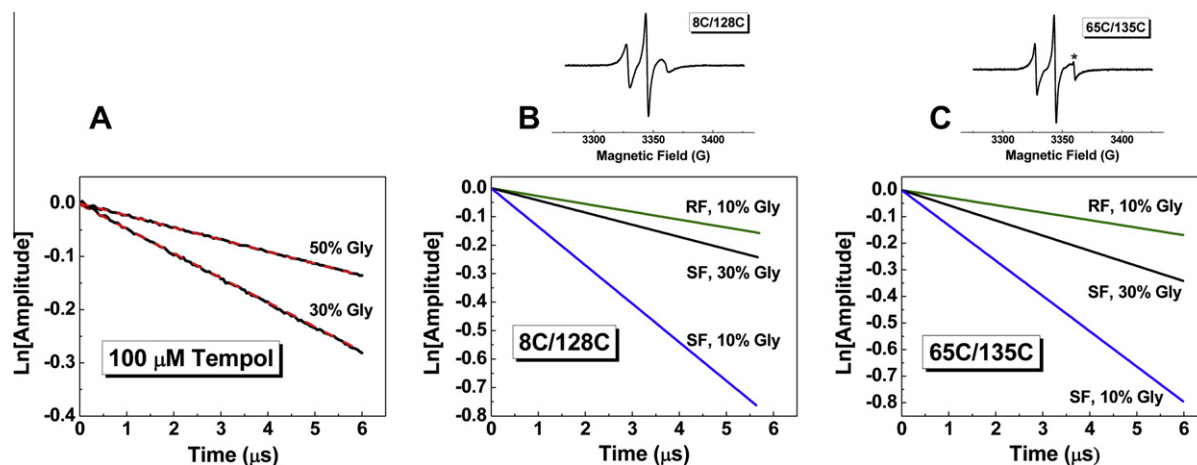 A
Ln[Amplitude]
0.0
-0.1
-0.2
-0.3
-0.4
50% Gly
30% Gly
100 μM Tempol
0 1 2 3 4 5 6
Time (μs)
B
8C/128C
3300 3350 3400
Magnetic Field (G)
Ln[Amplitude]
0.0
-0.1
-0.2
-0.3
-0.4
-0.5
-0.6
-0.7
-0.8
RF, 10% Gly
SF, 30% Gly
SF, 10% Gly
8C/128C
0 1 2 3 4 5 6
Time (μs)
C
65C/135C
*
3300 3350 3400
Magnetic Field (G)
Ln[Amplitude]
0.0
-0.1
-0.2
-0.3
-0.4
-0.5
-0.6
-0.7
-0.8
RF, 10% Gly
SF, 30% Gly
65C/135C
SF, 10% Gly
0 1 2 3 4 5 6
Time (μs)